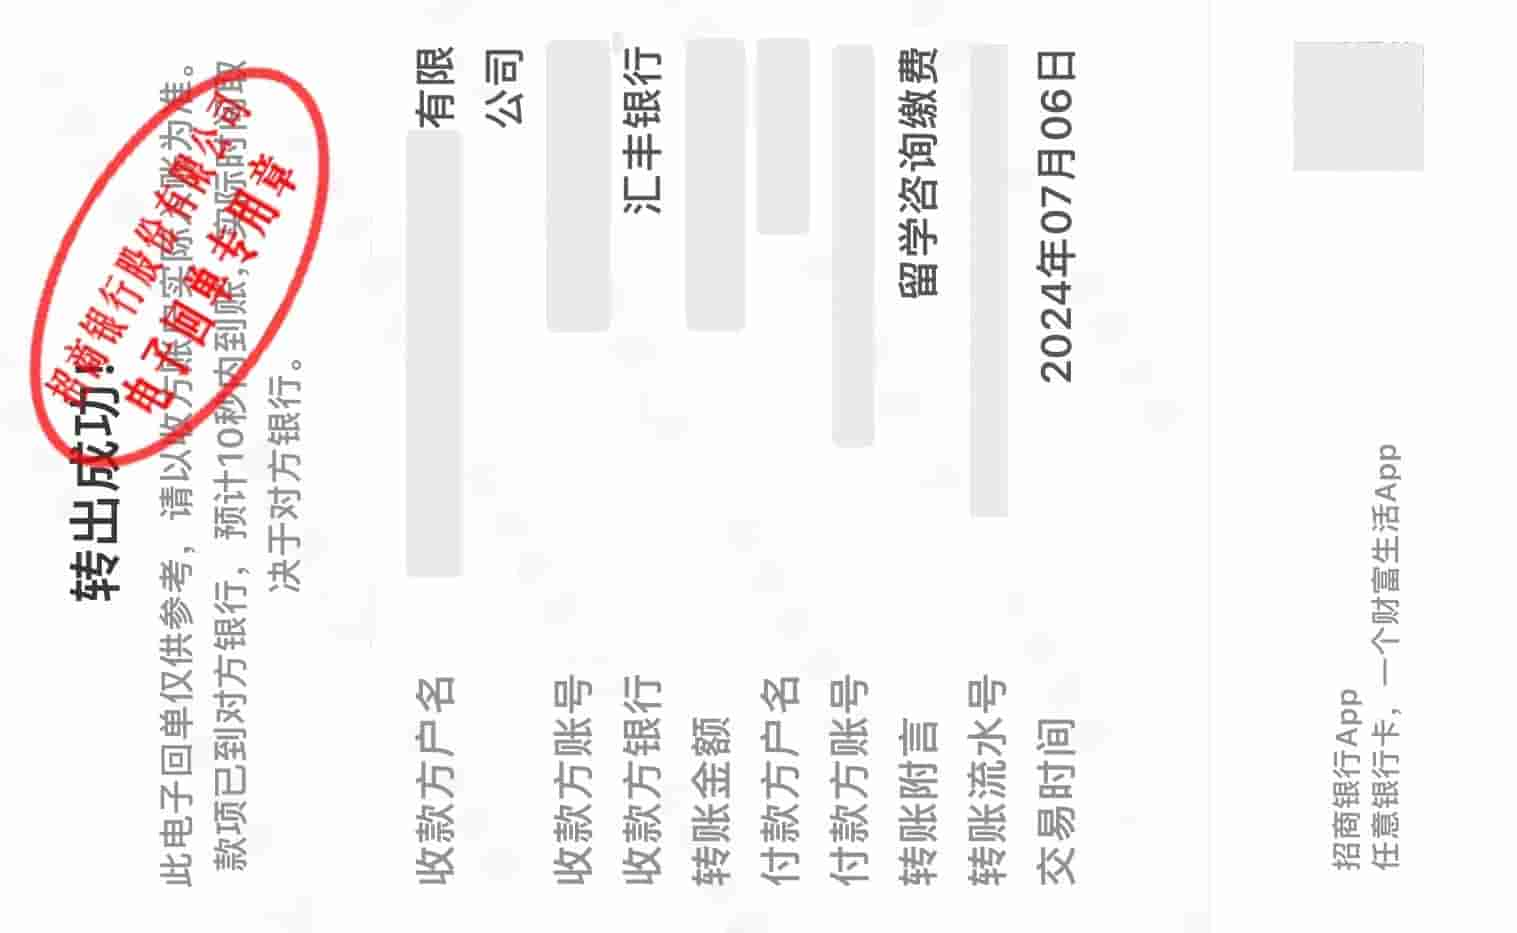 转出成功！
此电子回单仅供参考，请以收方账户实际入账为准。
款项已到对方银行，预计10秒内到账，实际时间取
决于对方银行。
招商银行股份有限公司
电子回单专用章
收款方户名 有限
公司
收款方账号
收款方银行 汇丰银行
转账金额
付款方户名
付款方账号
转账附言 留学咨询缴费
转账流水号
交易时间 2024年07月06日
招商银行App
任意银行卡，一个财富生活App